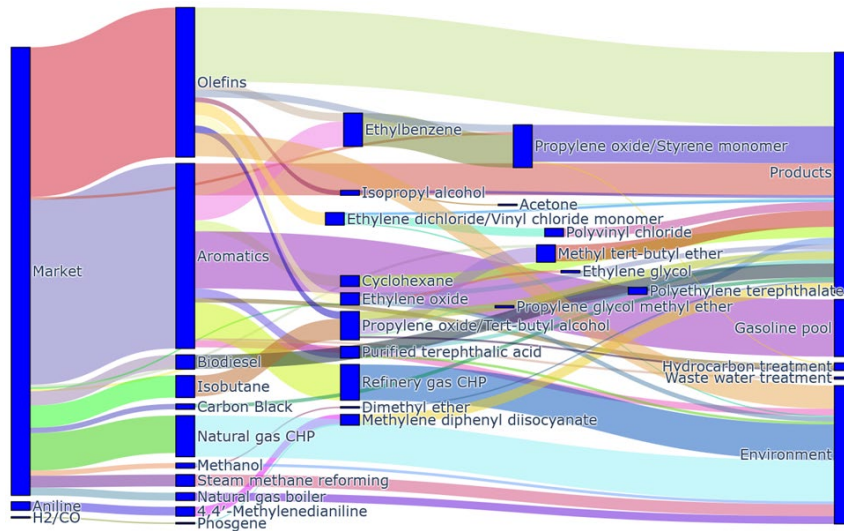 Olefins
Ethylbenzene
Propylene oxide/Styrene monomer
Products
Isopropyl alcohol
Acetone
Ethylene dichloride/Vinyl chloride monomer
Polyvinyl chloride
Market
Aromatics
Methyl tert-butyl ether
Ethylene glycol
Cyclohexane
Polyethylene terephthalate
Ethylene oxide
Propylene glycol methyl ether
Propylene oxide/Tert-butyl alcohol
Gasoline pool
Purified terephthalic acid
Biodiesel
Hydrocarbon treatment
Refinery gas CHP
Waste water treatment
Isobutane
Carbon Black
Dimethyl ether
Methylene diphenyl diisocyanate
Natural gas CHP
Environment
Methanol
Steam methane reforming
Natural gas boiler
Aniline
4,4'-Methylenedianiline
H2/CO
Phosgene